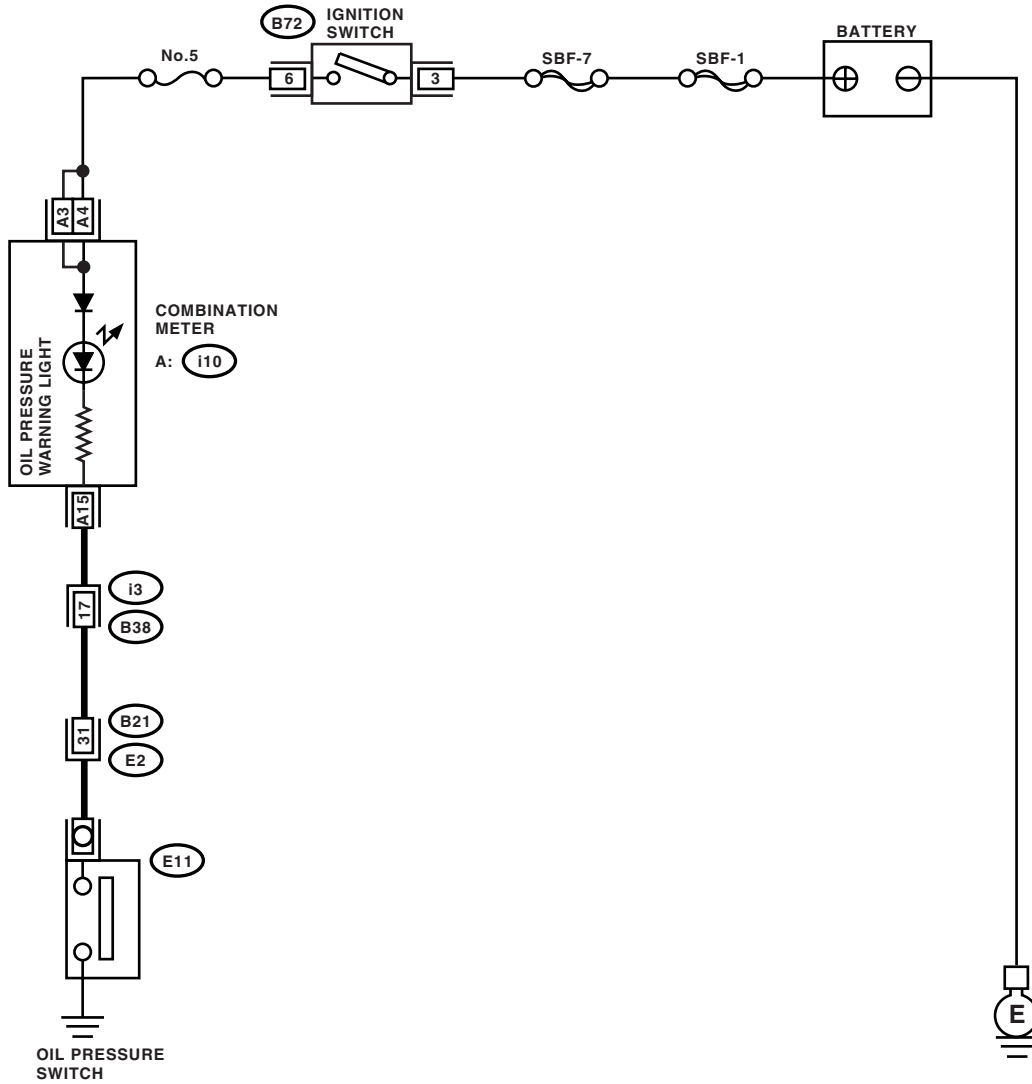 B72
IGNITION
SWITCH
No.5
6
3
SBF-7
SBF-1
BATTERY
A3
A4
OIL PRESSURE
WARNING LIGHT
COMBINATION
METER
A: i10
A15
17
i3
B38
31
B21
E2
E11
E
OIL PRESSURE
SWITCH